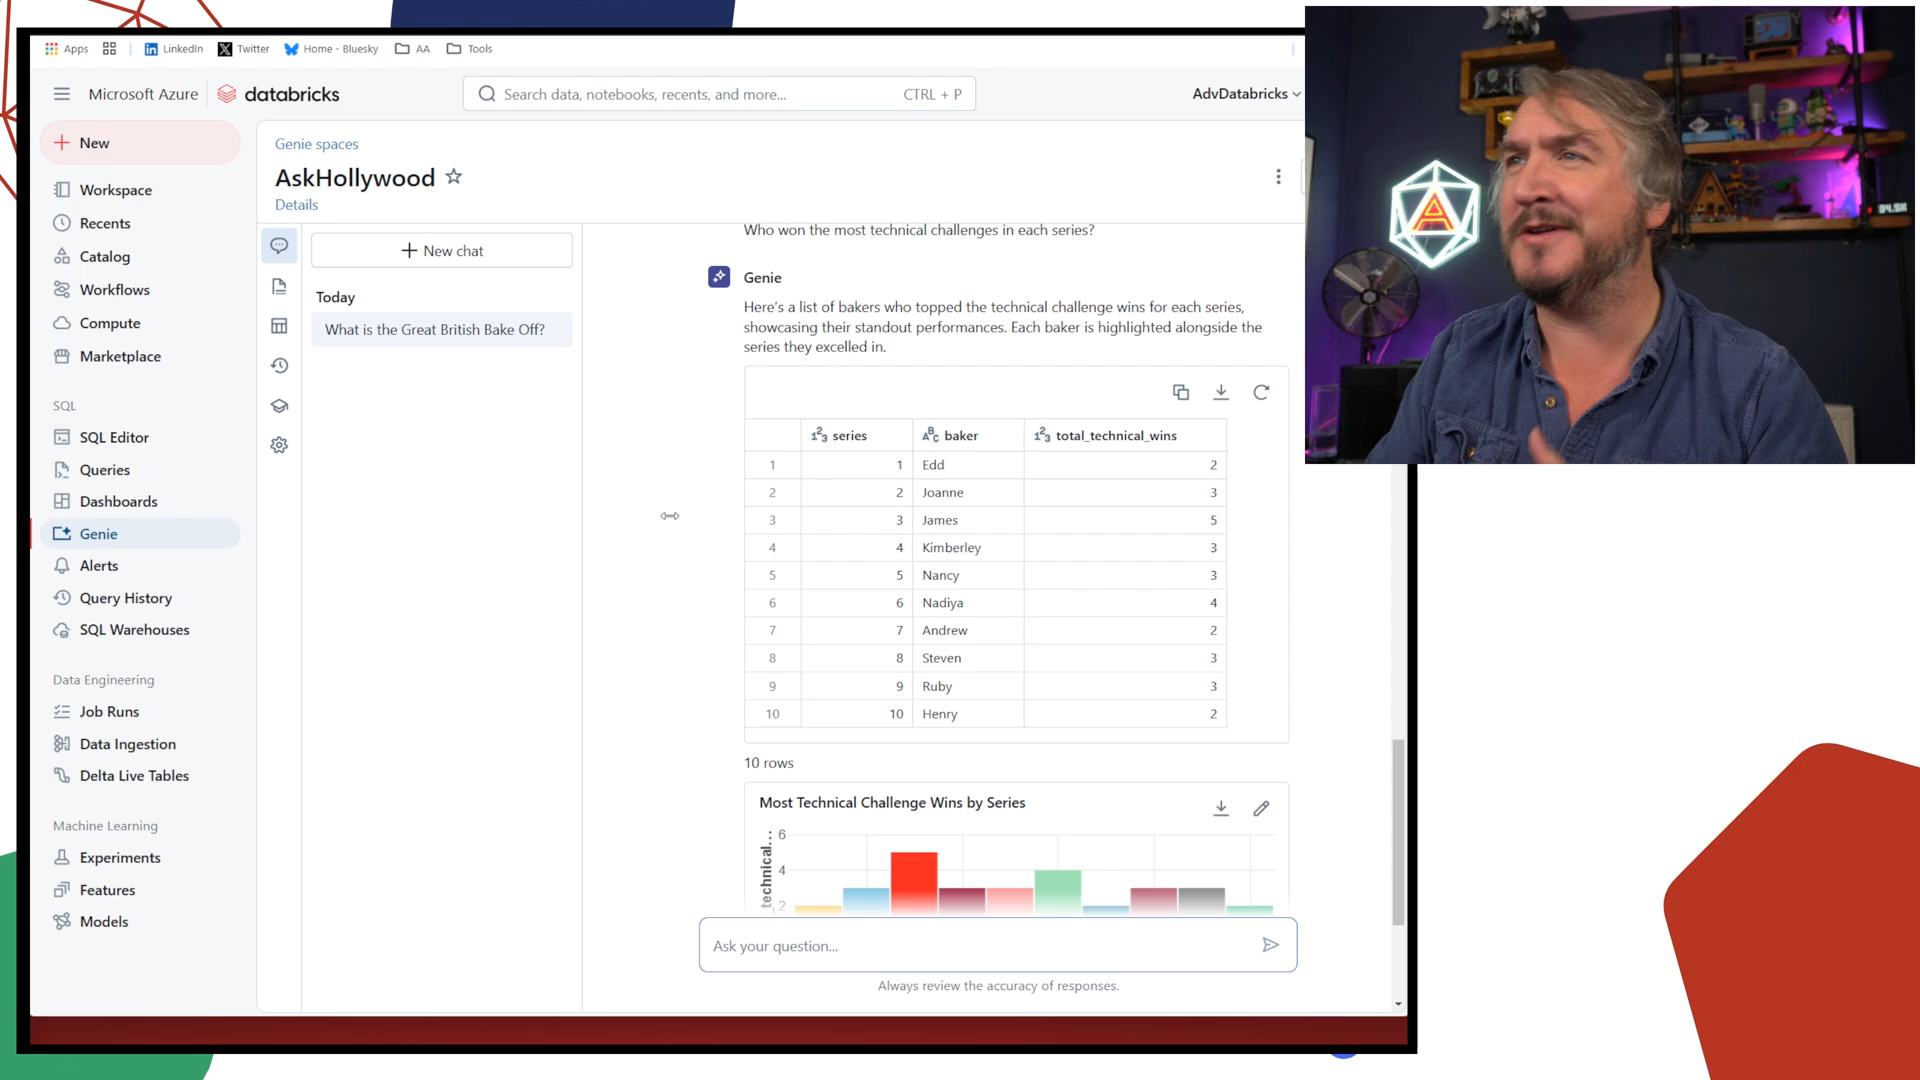 Apps
LinkedIn
Twitter
Home - Bluesky
AA
Tools
Microsoft Azure
databricks
Search data, notebooks, recents, and more...
CTRL + P
AdvDatabricks
New
Workspace
Recents
Catalog
Workflows
Compute
Marketplace
SQL
SQL Editor
Queries
Dashboards
Genie
Alerts
Query History
SQL Warehouses
Data Engineering
Job Runs
Data Ingestion
Delta Live Tables
Machine Learning
Experiments
Features
Models
Genie spaces
AskHollywood
Details
New chat
Today
What is the Great British Bake Off?
Who won the most technical challenges in each series?
Genie
Here's a list of bakers who topped the technical challenge wins for each series,
showcasing their standout performances. Each baker is highlighted alongside the
series they excelled in.
123 series ABC baker 123 total_technical_wins
1 1 Edd 2
2 2 Joanne 3
3 3 James 5
4 4 Kimberley 3
5 5 Nancy 3
6 6 Nadiya 4
7 7 Andrew 2
8 8 Steven 3
9 9 Ruby 3
10 10 Henry 2
10 rows
Most Technical Challenge Wins by Series
technical...
6
4
2
Ask your question...
Always review the accuracy of responses.
A